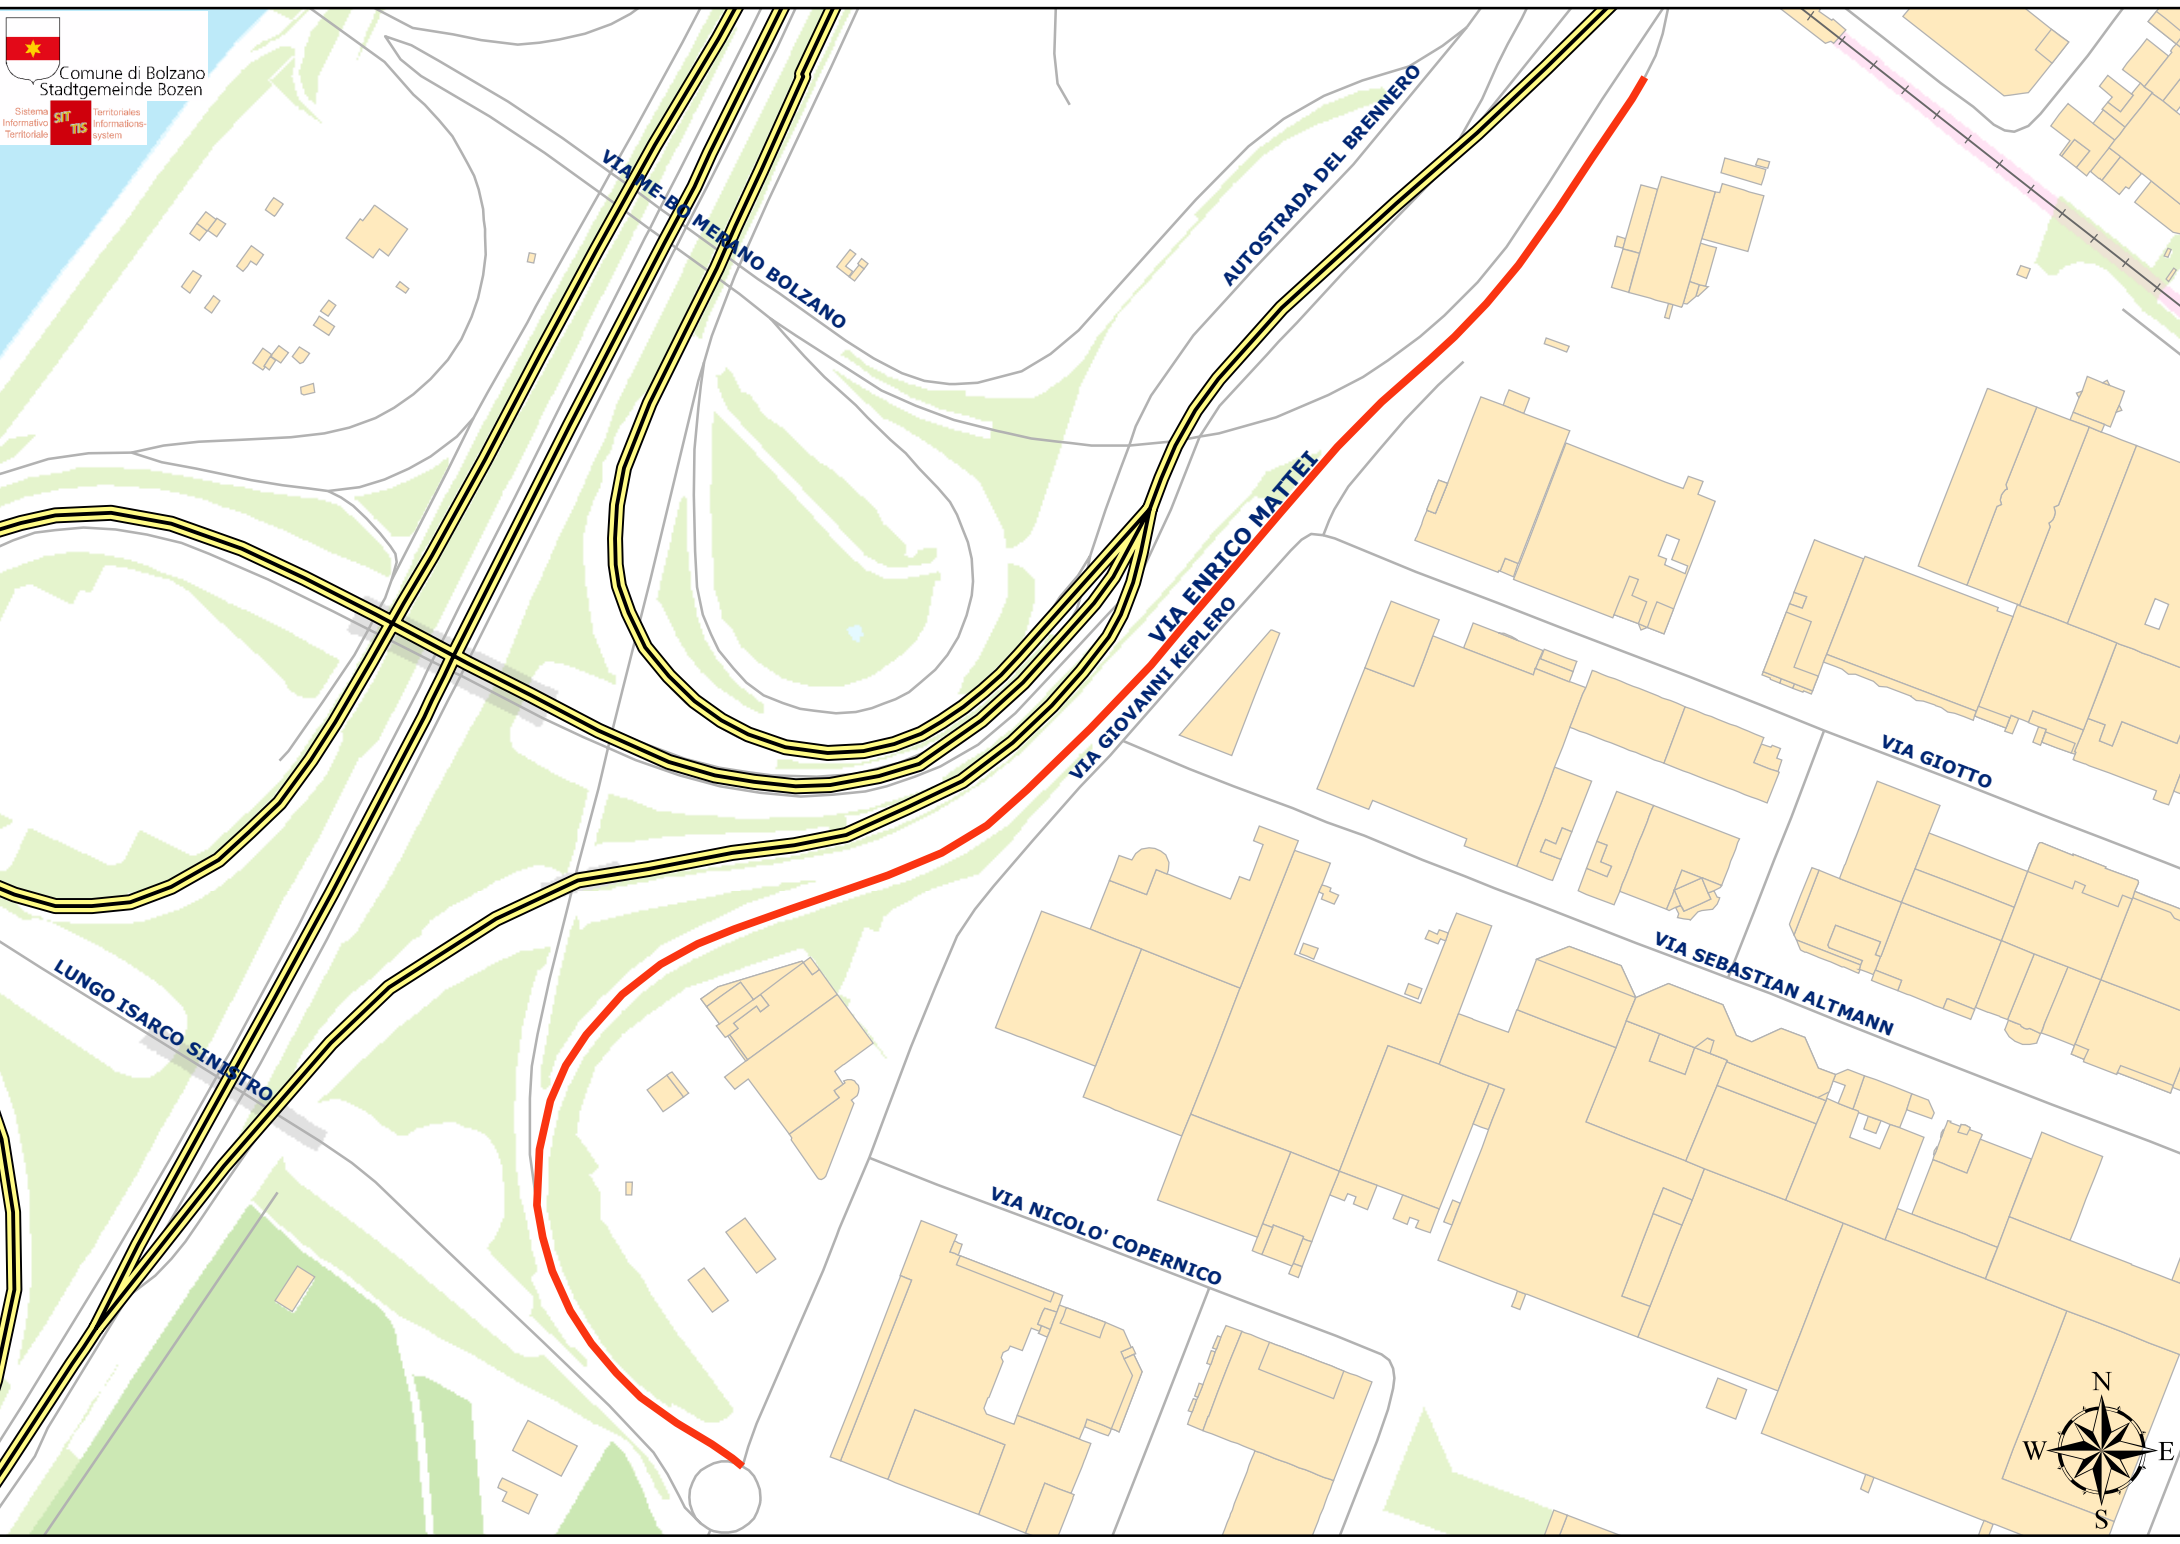 Comune di Bolzano
Stadtgemeinde Bozen
Sistema
Informativo
Territoriale
SIT
TIS
Territoriales
Informations-
system
VIA ME-BO MERANO BOLZANO
AUTOSTRADA DEL BRENNERO
VIA ENRICO MATTEI
VIA GIOVANNI KEPLERO
VIA GIOTTO
VIA SEBASTIAN ALTMANN
LUNGO ISARCO SINISTRO
VIA NICOLO' COPERNICO
N
W
E
S